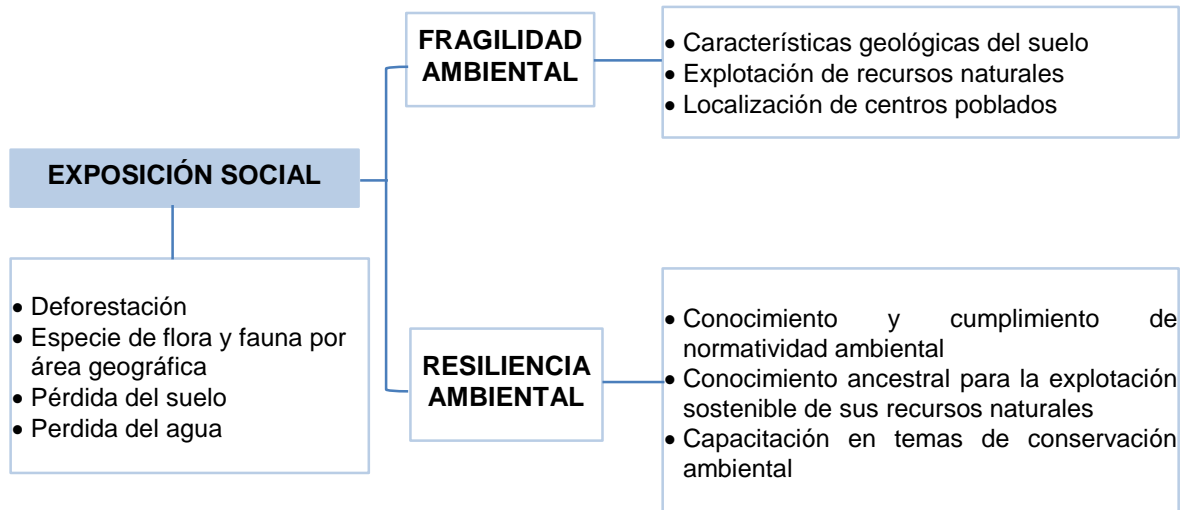 FRAGILIDAD
AMBIENTAL
• Características geológicas del suelo
• Explotación de recursos naturales
• Localización de centros poblados
EXPOSICIÓN SOCIAL
• Deforestación
• Especie de flora y fauna por
área geográfica
• Pérdida del suelo
• Perdida del agua
RESILIENCIA
AMBIENTAL
• Conocimiento y cumplimiento de
normatividad ambiental
• Conocimiento ancestral para la explotación
sostenible de sus recursos naturales
• Capacitación en temas de conservación
ambiental